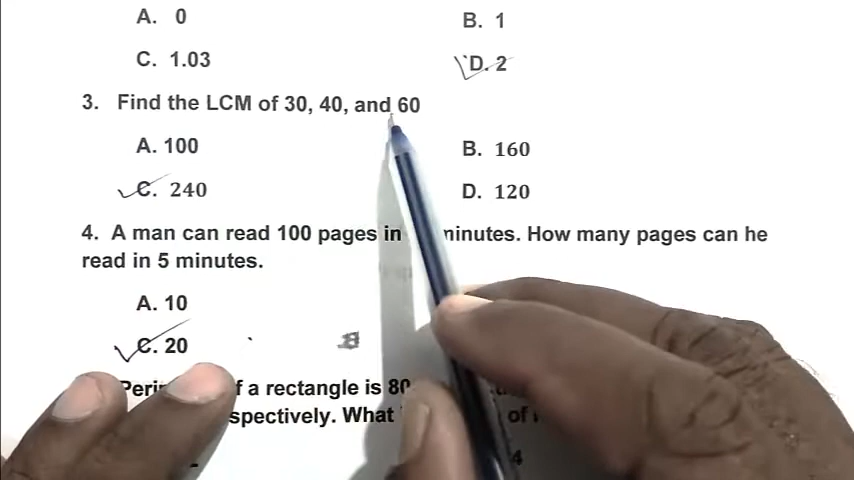 A. 0 B. 1
C. 1.03 D. 2
3. Find the LCM of 30, 40, and 60
A. 100 B. 160
C. 240 D. 120
4. A man can read 100 pages in minutes. How many pages can he
read in 5 minutes.
A. 10
C. 20 B
f a rectangle is 80
spectively. What of
4